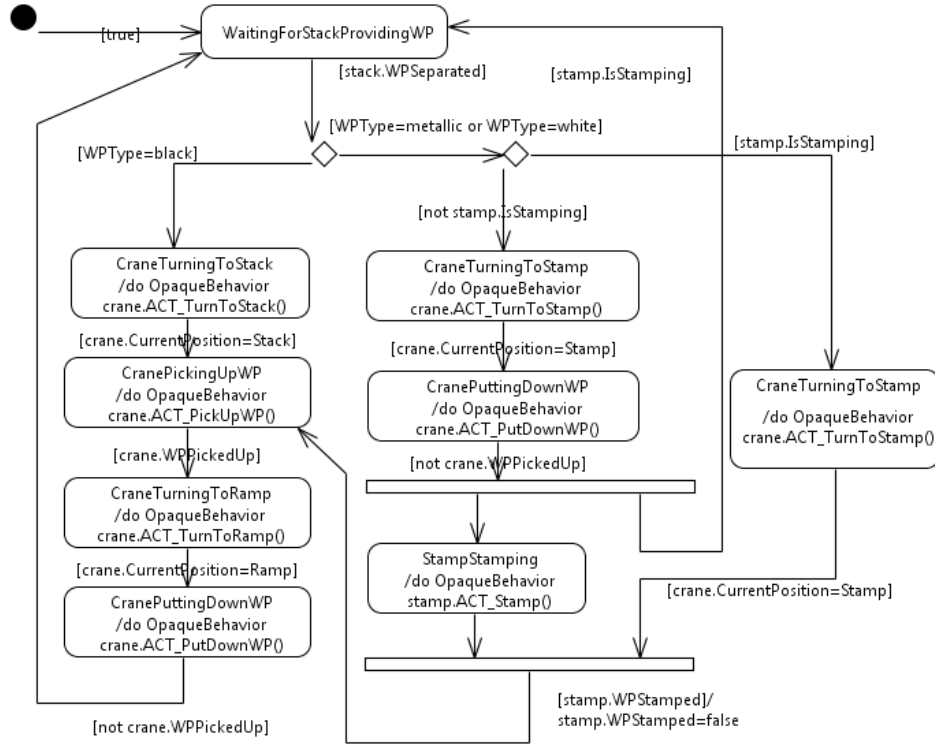 [true]
WaitingForStackProvidingWP
[stack.WPSeparated]
[stamp.IsStamping]
[WPType=metallic or WPType=white]
[WPType=black]
[stamp.IsStamping]
[not stamp.IsStamping]
CraneTurningToStack
/do OpaqueBehavior
crane.ACT_TurnToStack()
CraneTurningToStamp
/do OpaqueBehavior
crane.ACT_TurnToStamp()
[crane.CurrentPosition=Stack]
[crane.CurrentPosition=Stamp]
CranePickingUpWP
/do OpaqueBehavior
crane.ACT_PickUpWP()
CranePuttingDownWP
/do OpaqueBehavior
crane.ACT_PutDownWP()
CraneTurningToStamp
/do OpaqueBehavior
crane.ACT_TurnToStamp()
[crane.WPPickedUp]
[not crane.WPPickedUp]
CraneTurningToRamp
/do OpaqueBehavior
crane.ACT_TurnToRamp()
StampStamping
/do OpaqueBehavior
stamp.ACT_Stamp()
[crane.CurrentPosition=Ramp]
[crane.CurrentPosition=Stamp]
CranePuttingDownWP
/do OpaqueBehavior
crane.ACT_PutDownWP()
[stamp.WPStamped]/
stamp.WPStamped=false
[not crane.WPPickedUp]